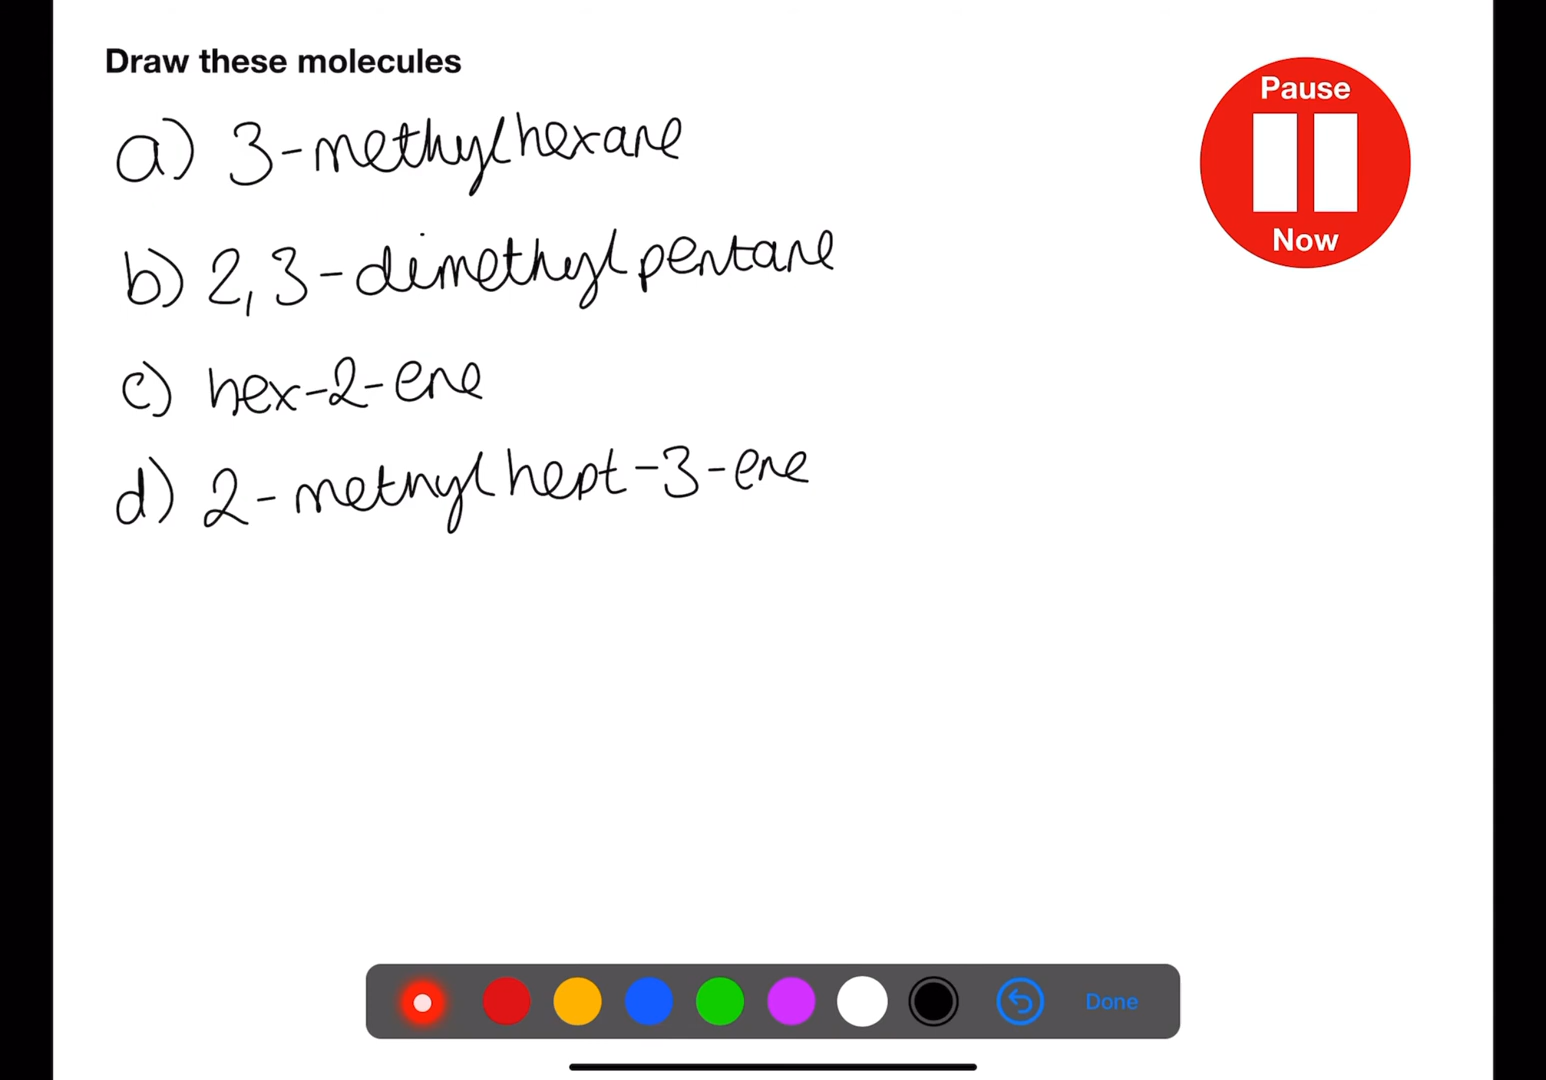 Draw these molecules
Pause
Now
a) 3-methylhexane
b) 2,3-dimethylpentane
c) hex-2-ene
d) 2-methylhept-3-ene
Done